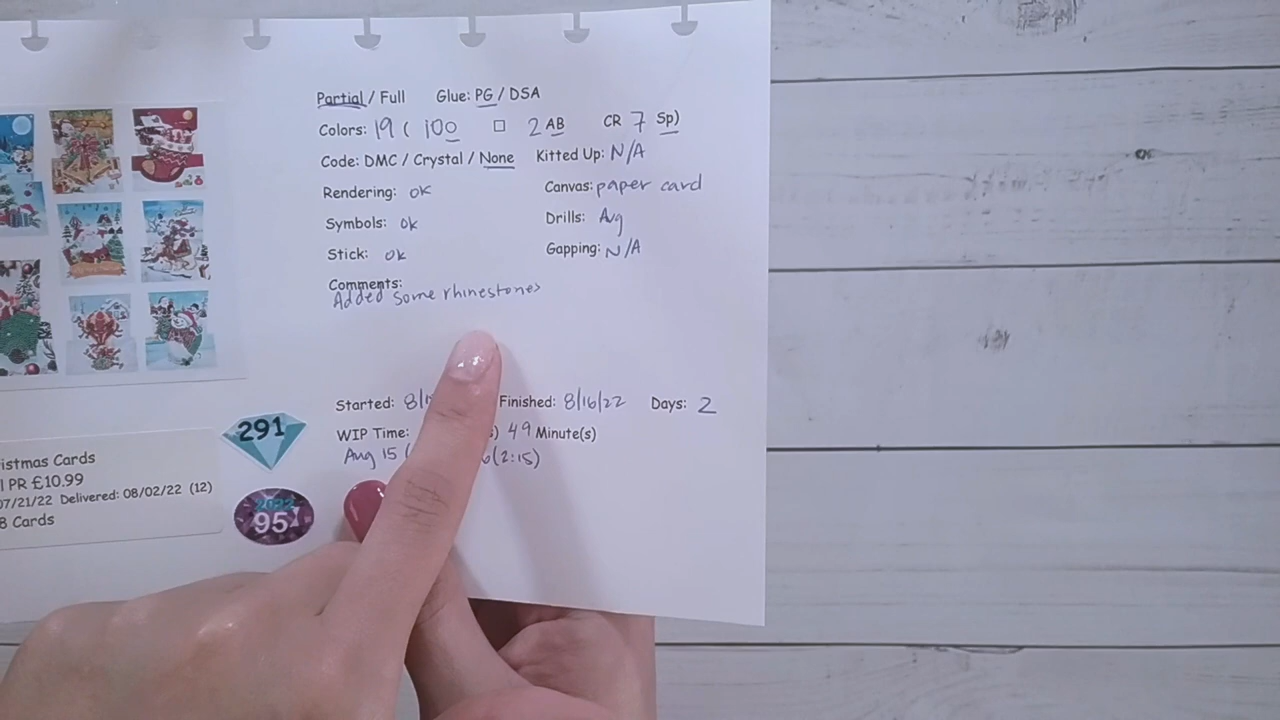 Partial / Full Glue: PG / DSA
Colors: 19 ( 10O □ 2 AB CR 7 Sp)
Code: DMC / Crystal / None Kitted Up: N/A
Rendering: ok Canvas: paper card
Symbols: ok Drills: Avg
Stick: ok Gapping: N/A
Comments:
Added some rhinestones
Started: Finished: 8/16/22 Days: 2
WIP Time: 49 Minute(s)
Aug 15 ( (2:15)
291
2022
95
istmas Cards
l PR £10.99
07/21/22 Delivered: 08/02/22 (12)
8 Cards